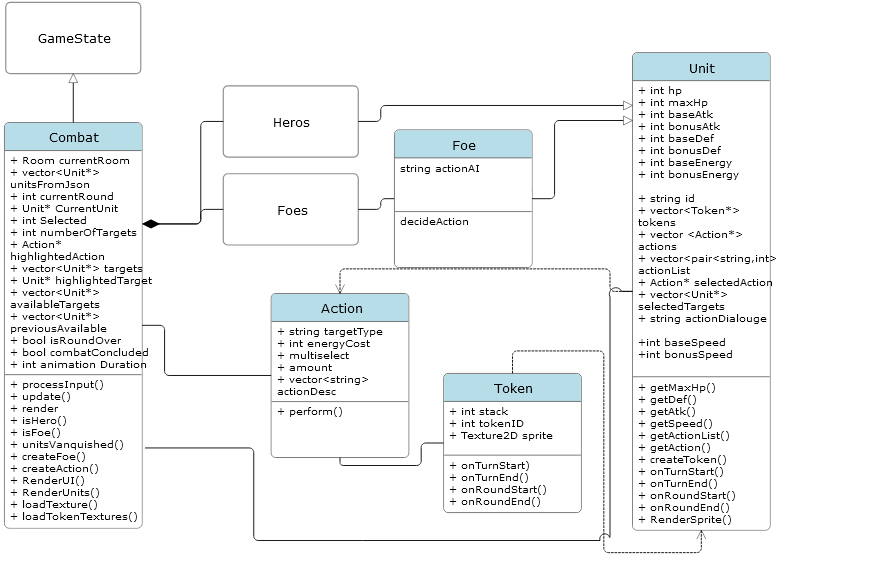 GameState
Combat
+ Room currentRoom
+ vector<Unit*>
unitsFromJson
+ int currentRound
+ Unit* CurrentUnit
+ int Selected
+ int numberOfTargets
+ Action*
highlightedAction
+ vector<Unit*> targets
+ Unit* highlightedTarget
+ vector<Unit*>
availableTargets
+ vector<Unit*>
previousAvailable
+ bool isRoundOver
+ bool combatConcluded
+ int animation Duration
+ processInput()
+ update()
+ render
+ isHero()
+ isFoe()
+ unitsVanquished()
+ createFoe()
+ createAction()
+ RenderUI()
+ RenderUnits()
+ loadTexture()
+ loadTokenTextures()
Heros
Foes
Foe
string actionAI
decideAction
Action
+ string targetType
+ int energyCost
+ multiselect
+ amount
+ vector<string>
actionDesc
+ perform()
Token
+ int stack
+ int tokenID
+ Texture2D sprite
+ onTurnStart)
+ onTurnEnd()
+ onRoundStart()
+ onRoundEnd()
Unit
+ int hp
+ int maxHp
+ int baseAtk
+ int bonusAtk
+ int baseDef
+ int bonusDef
+ int baseEnergy
+ int bonusEnergy
+ string id
+ vector<Token*>
tokens
+ vector <Action*>
actions
+ vector<pair<string,int>
actionList
+ Action* selectedAction
+ vector<Unit*>
selectedTargets
+ string actionDialouge
+int baseSpeed
+int bonusSpeed
+ getMaxHp()
+ getDef()
+ getAtk()
+ getSpeed()
+ getActionList()
+ getAction()
+ createToken()
+ onTurnStart()
+ onTurnEnd()
+ onRoundStart()
+ onRoundEnd()
+ RenderSprite()